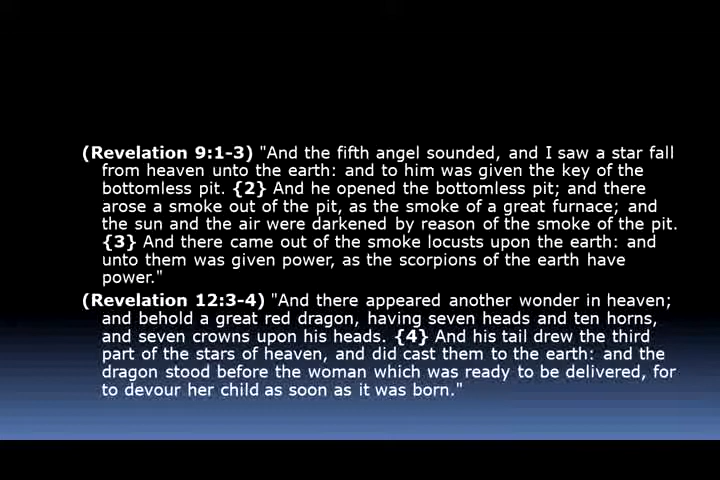 (Revelation 9:1-3) "And the fifth angel sounded, and I saw a star fall
from heaven unto the earth: and to him was given the key of the
bottomless pit. {2} And he opened the bottomless pit; and there
arose a smoke out of the pit, as the smoke of a great furnace; and
the sun and the air were darkened by reason of the smoke of the pit.
{3} And there came out of the smoke locusts upon the earth: and
unto them was given power, as the scorpions of the earth have
power."
(Revelation 12:3-4) "And there appeared another wonder in heaven;
and behold a great red dragon, having seven heads and ten horns,
and seven crowns upon his heads. {4} And his tail drew the third
part of the stars of heaven, and did cast them to the earth: and the
dragon stood before the woman which was ready to be delivered, for
to devour her child as soon as it was born."